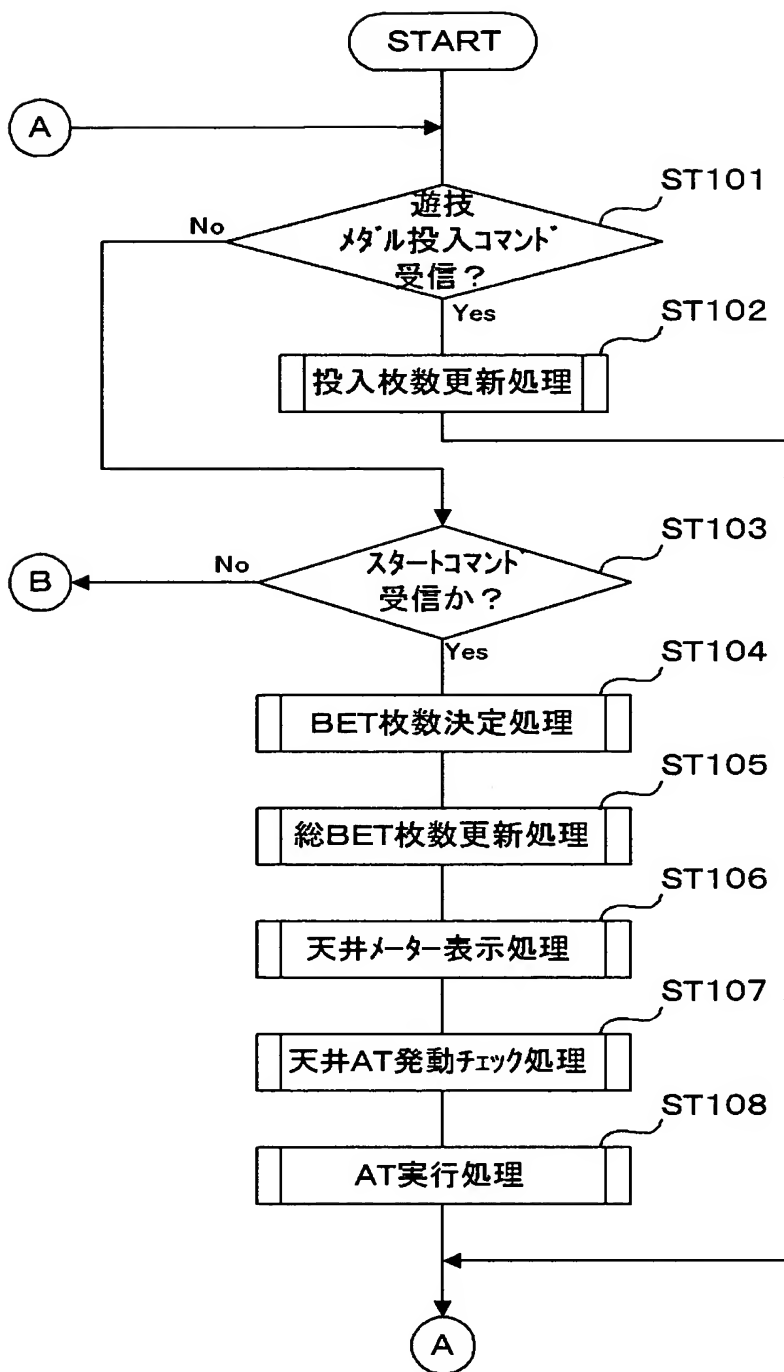 START
A
ST101
No
遊技
メダル投入コマンド
受信？
Yes
ST102
投入枚数更新処理
ST103
No
B
スタートコマンド
受信か？
Yes
ST104
BET枚数決定処理
ST105
総BET枚数更新処理
ST106
天井メーター表示処理
ST107
天井AT発動チェック処理
ST108
AT実行処理
A